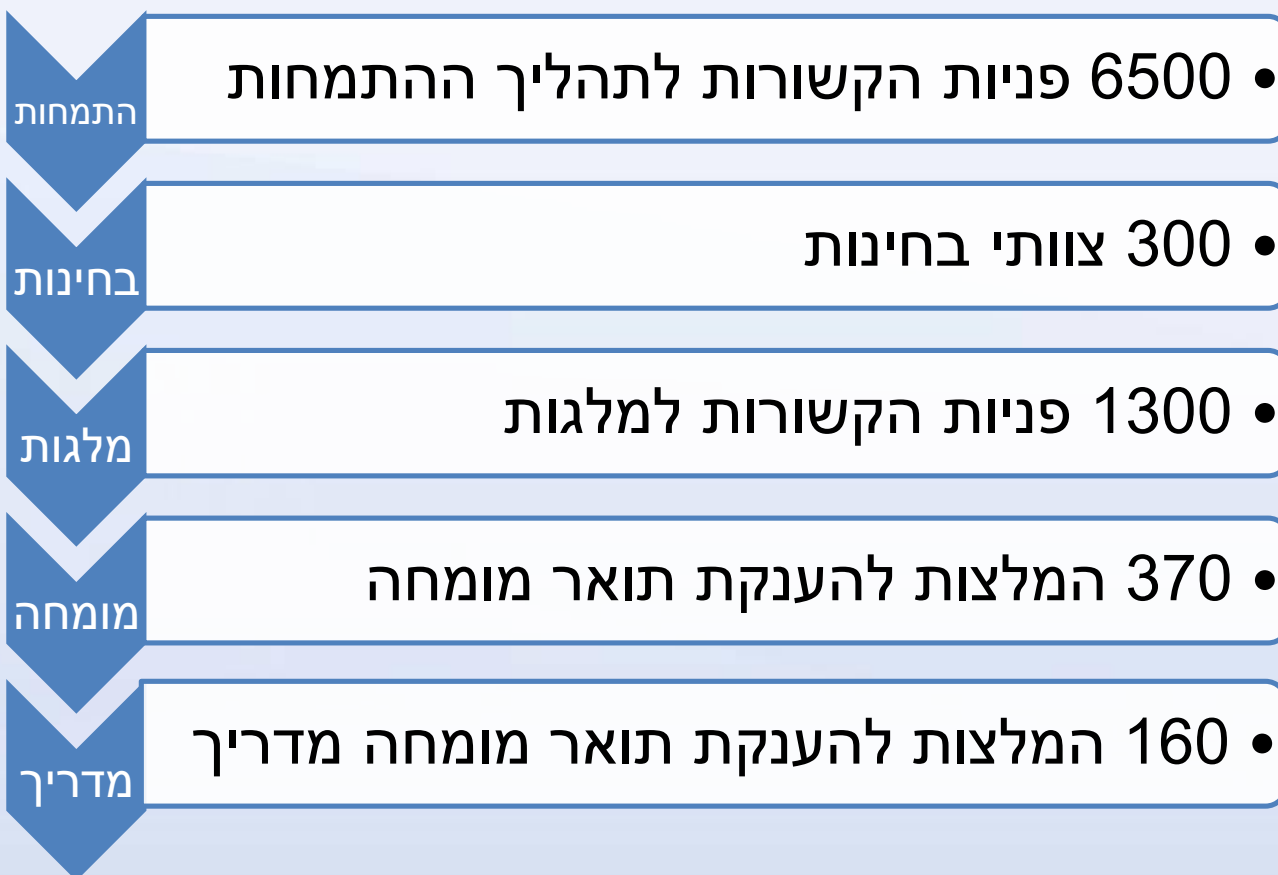 התמחות
• 6500 פניות הקשורות לתהליך ההתמחות
בחינות
• 300 צוותי בחינות
מלגות
• 1300 פניות הקשורות למלגות
מומחה
• 370 המלצות להענקת תואר מומחה
מדריך
• 160 המלצות להענקת תואר מומחה מדריך